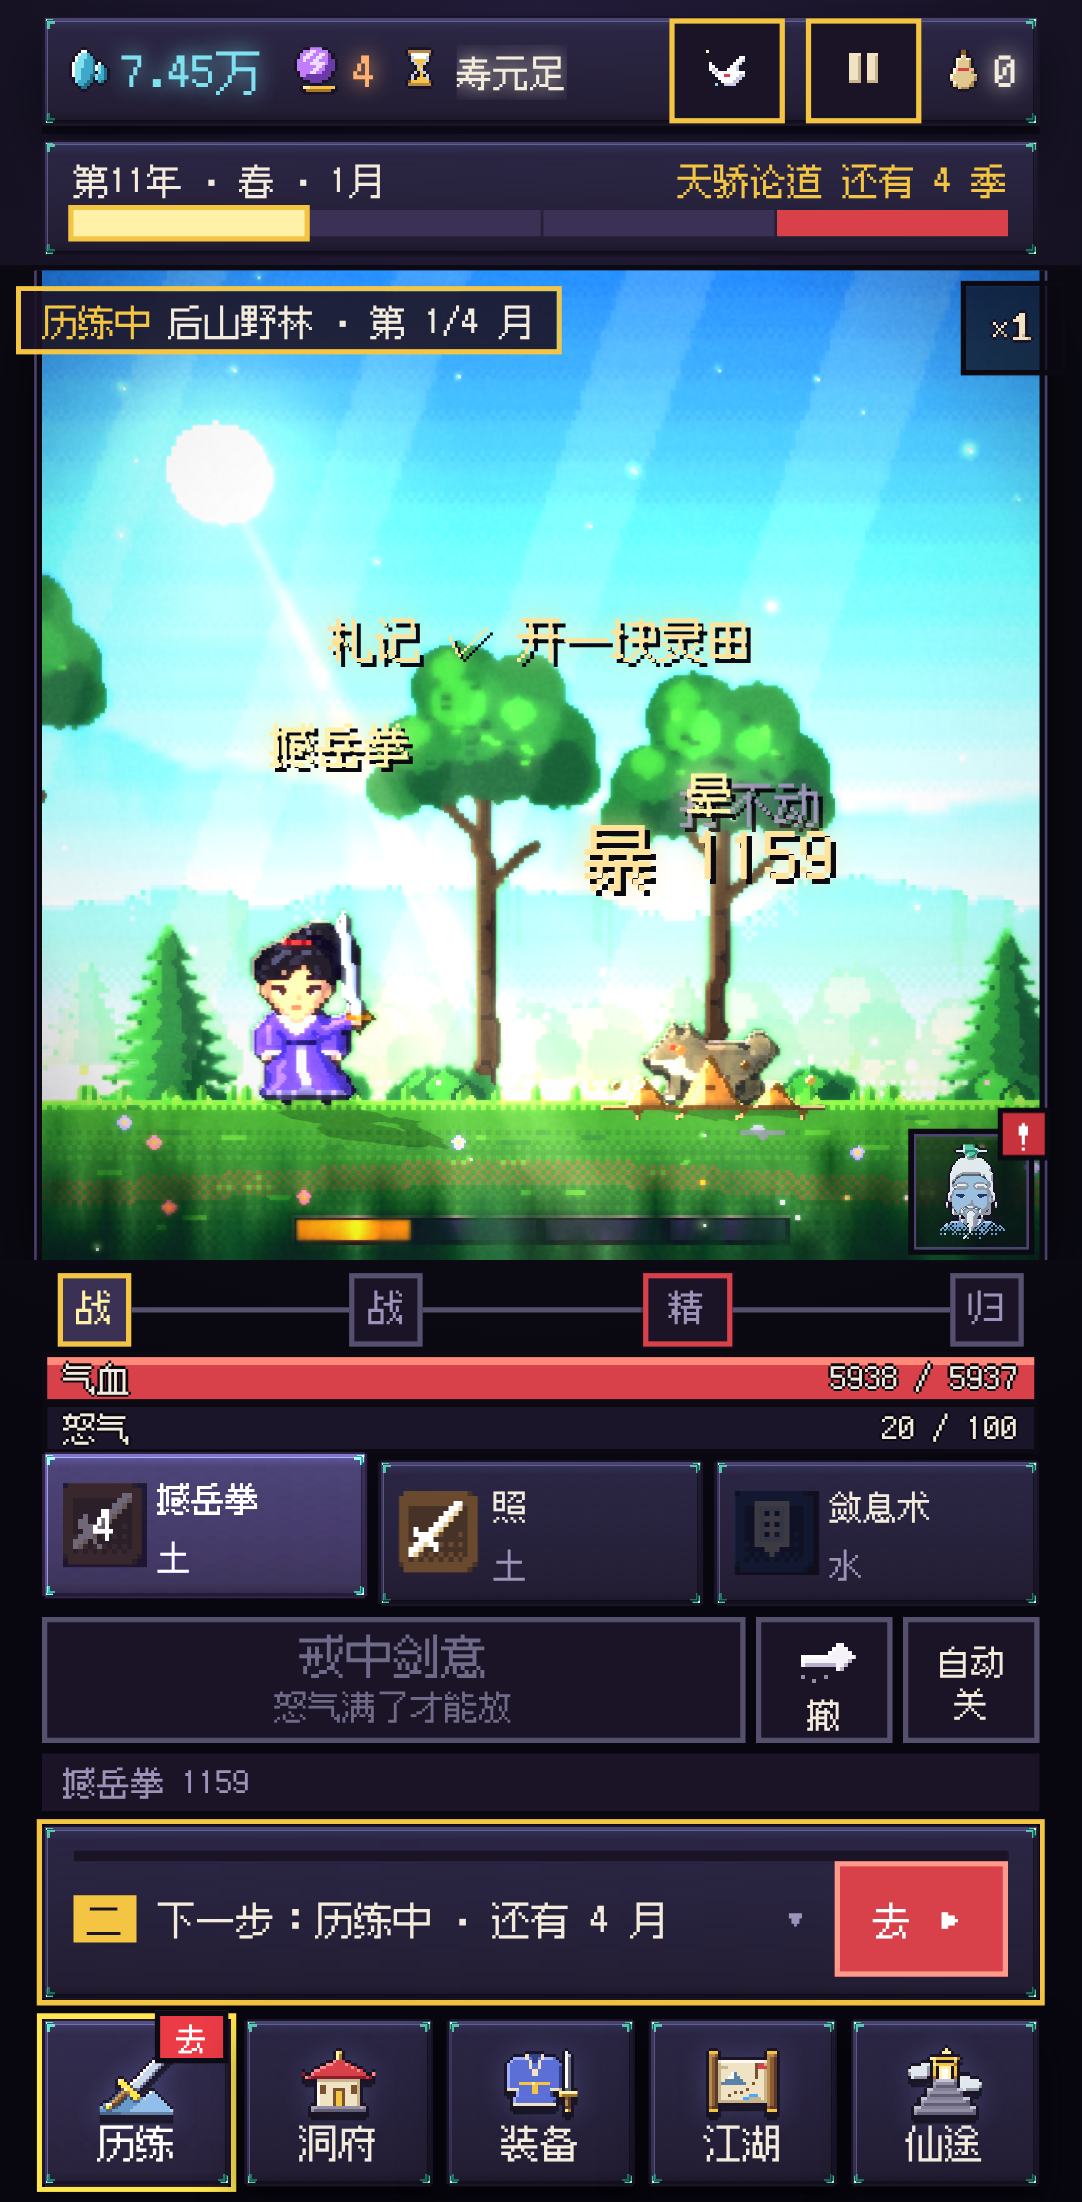 7.45万 4 寿元足 0
第11年 · 春 · 1月 天骄论道 还有 4 季
历练中 后山野林 · 第 1/4 月
×1
札记 ✓ 开一块灵田
撼岳拳
暴
不动
暴 1159
战 战 精 归
气血 5938 / 5937
怒气 20 / 100
4 撼岳拳 土
照 土
敛息术 水
戒中剑意
怒气满了才能放
撤
自动
关
撼岳拳 1159
二 下一步：历练中 · 还有 4 月 ▼ 去 ▶
去
历练 洞府 装备 江湖 仙途